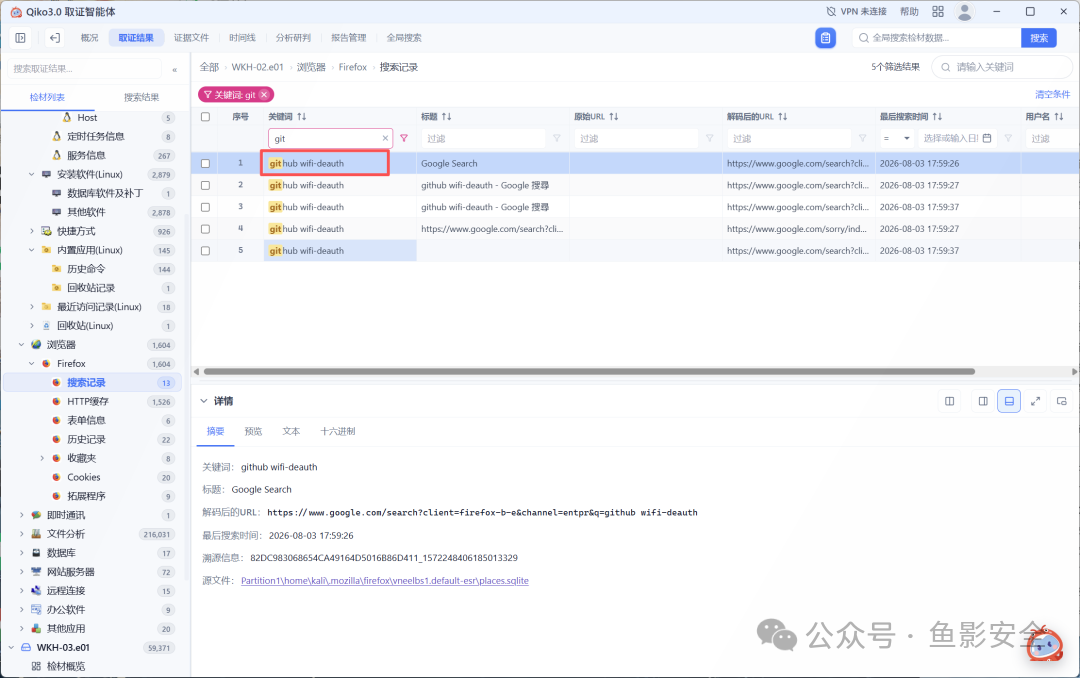 Qiko3.0 取证智能体
VPN 未连接 帮助
概况 取证结果 证据文件 时间线 分析研判 报告管理 全局搜索
全局搜索检材数据... 搜索
搜索取证结果... «
检材列表 搜索结果
Host 5
定时任务信息 8
服务信息 267
安装软件(Linux) 2,879
数据库软件及补丁 1
其他软件 2,878
快捷方式 926
内置应用(Linux) 145
历史命令 144
回收站记录 1
最近访问记录(Linux) 18
回收站(Linux) 1
浏览器 1,604
Firefox 1,604
搜索记录 13
HTTP缓存 1,526
表单信息 6
历史记录 22
收藏夹 8
Cookies 20
拓展程序 9
即时通讯 1
文件分析 216,031
数据库 17
网站服务器 72
远程连接 15
办公软件 9
其他应用 20
WKH-03.e01 59,371
检材概览
全部 › WKH-02.e01 › 浏览器 › Firefox › 搜索记录
5个筛选结果 请输入关键词
关键词: git
清空条件
序号 关键词 标题 原始URL 解码后的URL 最后搜索时间 用户名
git 过滤 过滤 过滤 = 选择或输入日 过滤
1 github wifi-deauth Google Search https://www.google.com/search?cli... 2026-08-03 17:59:26
2 github wifi-deauth github wifi-deauth - Google 搜尋 https://www.google.com/search?cli... 2026-08-03 17:59:27
3 github wifi-deauth github wifi-deauth - Google 搜尋 https://www.google.com/search?cli... 2026-08-03 17:59:37
4 github wifi-deauth https://www.google.com/search?cli... https://www.google.com/sorry/ind... 2026-08-03 17:59:27
5 github wifi-deauth https://www.google.com/search?cli... 2026-08-03 17:59:37
详情
摘要 预览 文本 十六进制
关键词: github wifi-deauth
标题: Google Search
解码后的URL: https://www.google.com/search?client=firefox-b-e&channel=entpr&q=github wifi-deauth
最后搜索时间: 2026-08-03 17:59:26
溯源信息: 82DC983068654CA49164D5016B86D411_1572248406185013329
源文件: Partition1\home\kali\.mozilla\firefox\vneelbs1.default-esr\places.sqlite
公众号 · 鱼影安全